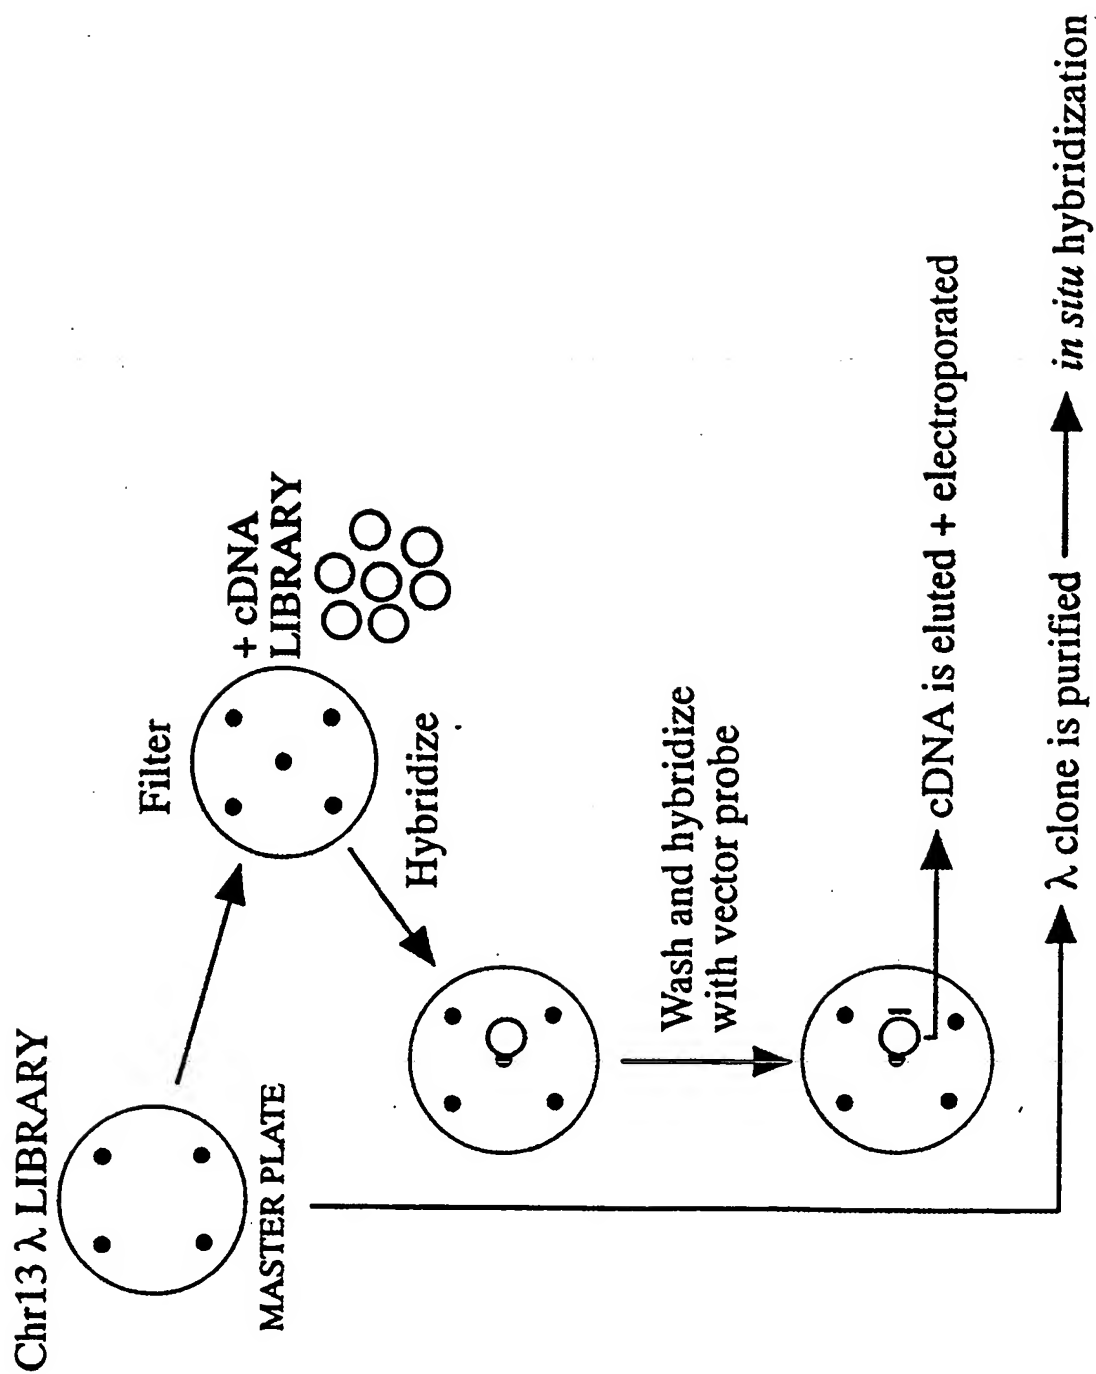 Chr13 λ LIBRARY
MASTER PLATE
Filter
+ cDNA
LIBRARY
Hybridize
Wash and hybridize
with vector probe
cDNA is eluted + electroporated
λ clone is purified
in situ hybridization